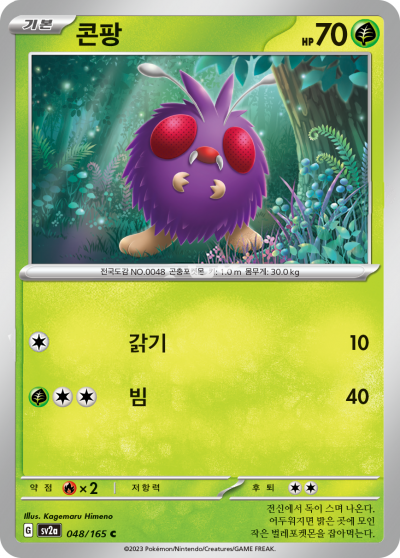 기본 콘팡 HP 70
전국도감 NO.0048 곤충포켓몬 키: 1.0 m 몸무게: 30.0 kg
갉기 10
빔 40
약점 ×2 저항력 후퇴
Illus. Kagemaru Himeno
G sv2a 048/165 C
전신에서 독이 스며 나온다.
어두워지면 밝은 곳에 모인
작은 벌레포켓몬을 잡아먹는다.
©2023 Pokémon/Nintendo/Creatures/GAME FREAK.